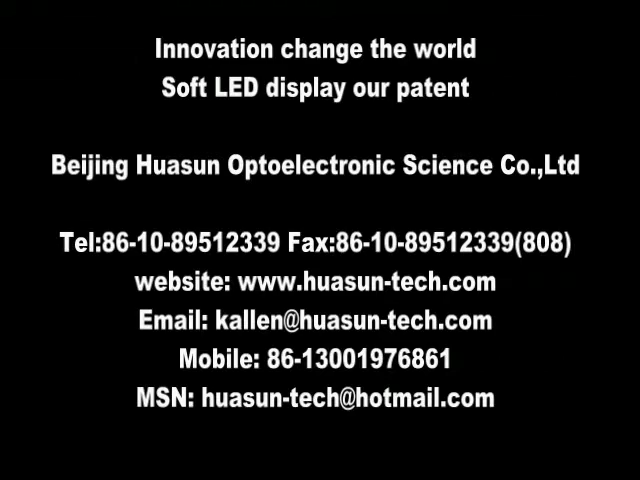 Innovation change the world
Soft LED display our patent
Beijing Huasun Optoelectronic Science Co.,Ltd
Tel:86-10-89512339 Fax:86-10-89512339(808)
website: www.huasun-tech.com
Email: kallen@huasun-tech.com
Mobile: 86-13001976861
MSN: huasun-tech@hotmail.com